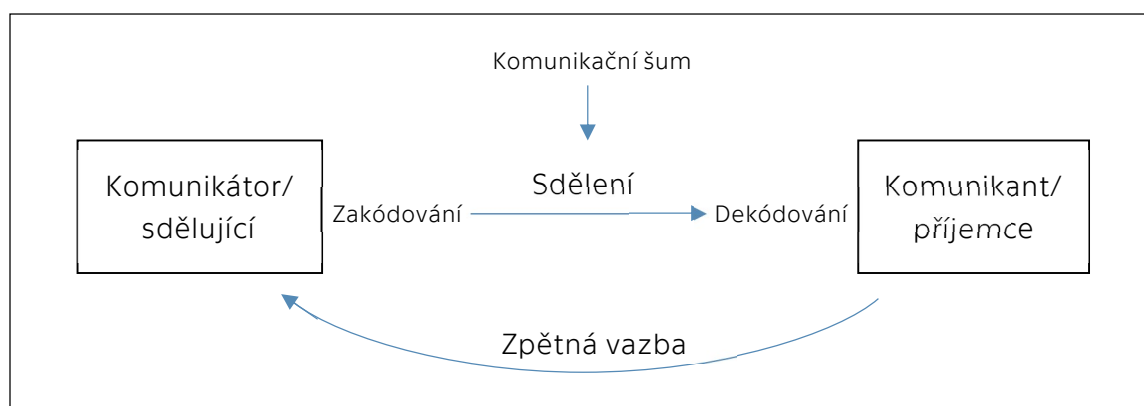 Komunikační šum
Komunikátor/
sdělující
Zakódování
Sdělení
Dekódování
Komunikant/
příjemce
Zpětná vazba